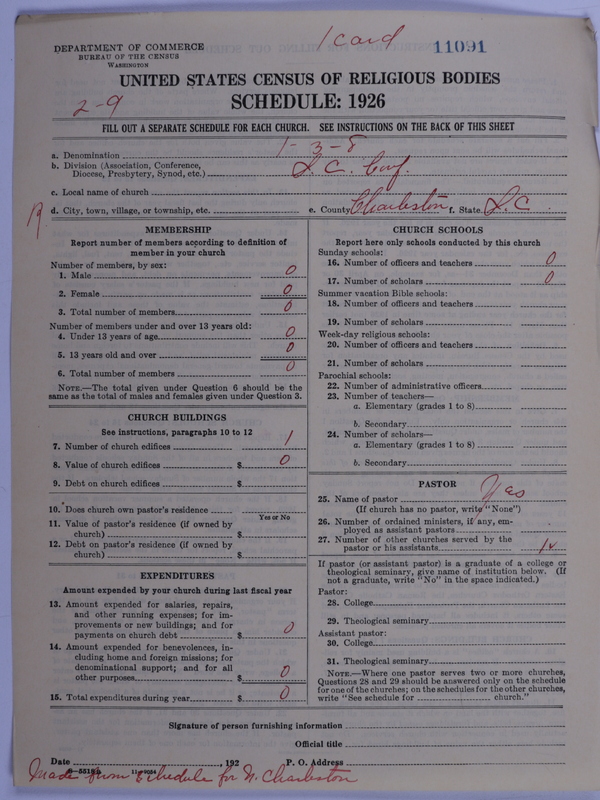 1 card
11091
DEPARTMENT OF COMMERCE
BUREAU OF THE CENSUS
WASHINGTON
UNITED STATES CENSUS OF RELIGIOUS BODIES
2-9
SCHEDULE: 1926
FILL OUT A SEPARATE SCHEDULE FOR EACH CHURCH. SEE INSTRUCTIONS ON THE BACK OF THIS SHEET
a. Denomination 1-3-8
b. Division (Association, Conference,
Diocese, Presbytery, Synod, etc.) S. C. Conf.
c. Local name of church
R
d. City, town, village, or township, etc. e. County Charleston f. State S. C.
MEMBERSHIP
Report number of members according to definition of
member in your church
Number of members, by sex:
1. Male 0
2. Female 0
3. Total number of members 0
Number of members under and over 13 years old:
4. Under 13 years of age 0
5. 13 years old and over 0
6. Total number of members 0
NOTE.—The total given under Question 6 should be the
same as the total of males and females given under Question 3.
CHURCH BUILDINGS
See instructions, paragraphs 10 to 12
7. Number of church edifices 1
8. Value of church edifices $ 0
9. Debt on church edifices $
10. Does church own pastor's residence
Yes or No
11. Value of pastor's residence (if owned by
church) $
12. Debt on pastor's residence (if owned by
church) $
EXPENDITURES
Amount expended by your church during last fiscal year
13. Amount expended for salaries, repairs,
and other running expenses; for im-
provements or new buildings; and for
payments on church debt $ 0
14. Amount expended for benevolences, in-
cluding home and foreign missions; for
denominational support; and for all
other purposes $ 0
15. Total expenditures during year $ 0
CHURCH SCHOOLS
Report here only schools conducted by this church
Sunday schools:
16. Number of officers and teachers 0
17. Number of scholars 0
Summer vacation Bible schools:
18. Number of officers and teachers
19. Number of scholars
Week-day religious schools:
20. Number of officers and teachers
21. Number of scholars
Parochial schools:
22. Number of administrative officers
23. Number of teachers—
a. Elementary (grades 1 to 8)
b. Secondary
24. Number of scholars—
a. Elementary (grades 1 to 8)
b. Secondary
PASTOR
25. Name of pastor Yes
(If church has no pastor, write "None")
26. Number of ordained ministers, if any, em-
ployed as assistant pastors
27. Number of other churches served by the
pastor or his assistants 1
If pastor (or assistant pastor) is a graduate of a college or
theological seminary, give name of institution below. (If
not a graduate, write "No" in the space indicated.)
Pastor:
28. College
29. Theological seminary
Assistant pastor:
30. College
31. Theological seminary
NOTE.—Where one pastor serves two or more churches,
Questions 28 and 29 should be answered only on the schedule
for one of the churches; on the schedules for the other churches,
write "See schedule for church."
Signature of person furnishing information
Official title
Date , 192 P. O. Address
Made from Schedule for N. Charleston